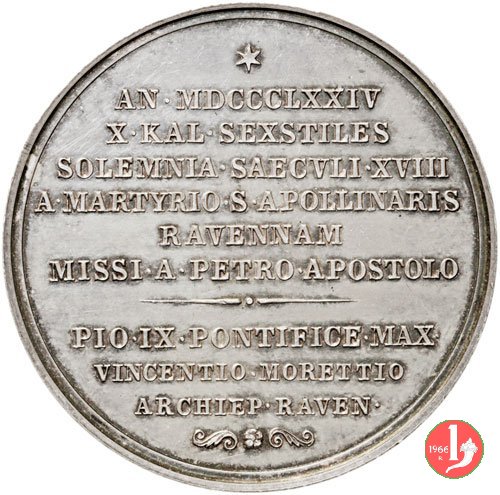 AN · MDCCCLXXIV
X · KAL · SEXSTILES
SOLEMNIA · SAECVLI · XVIII
A · MARTYRIO · S · APOLLINARIS
RAVENNAM
MISSI · A · PETRO · APOSTOLO
PIO · IX · PONTIFICE · MAX
VINCENTIO · MORETTIO
ARCHIEP · RAVEN ·
1966
R